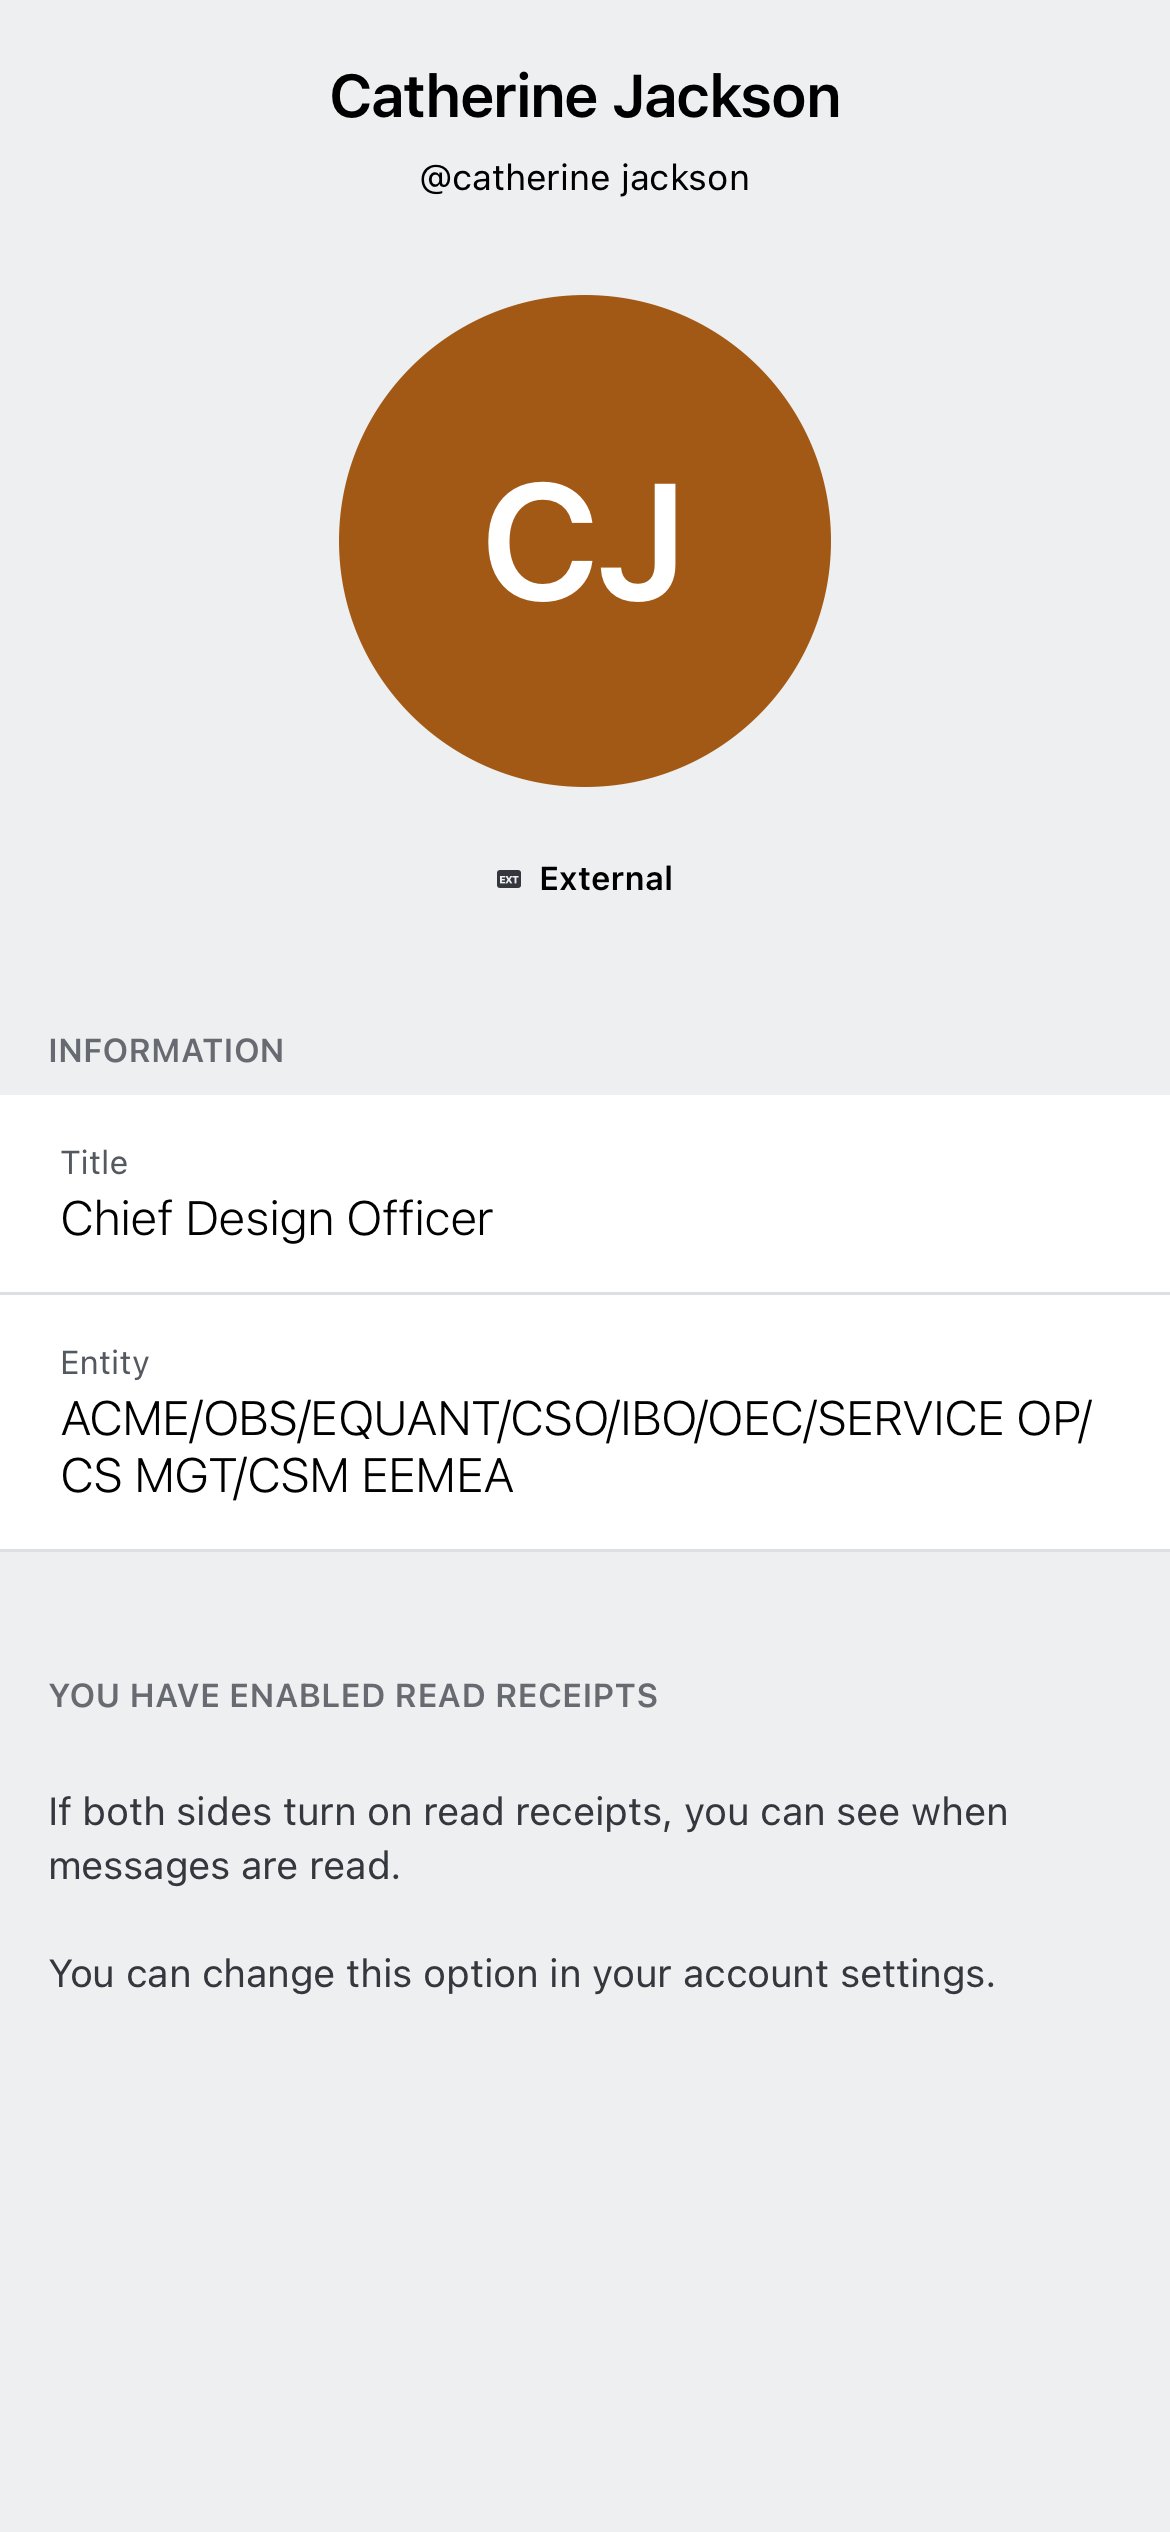 Catherine Jackson
@catherine jackson
CJ
EXT External
INFORMATION
Title
Chief Design Officer
Entity
ACME/OBS/EQUANT/CSO/IBO/OEC/SERVICE OP/
CS MGT/CSM EEMEA
YOU HAVE ENABLED READ RECEIPTS
If both sides turn on read receipts, you can see when
messages are read.
You can change this option in your account settings.